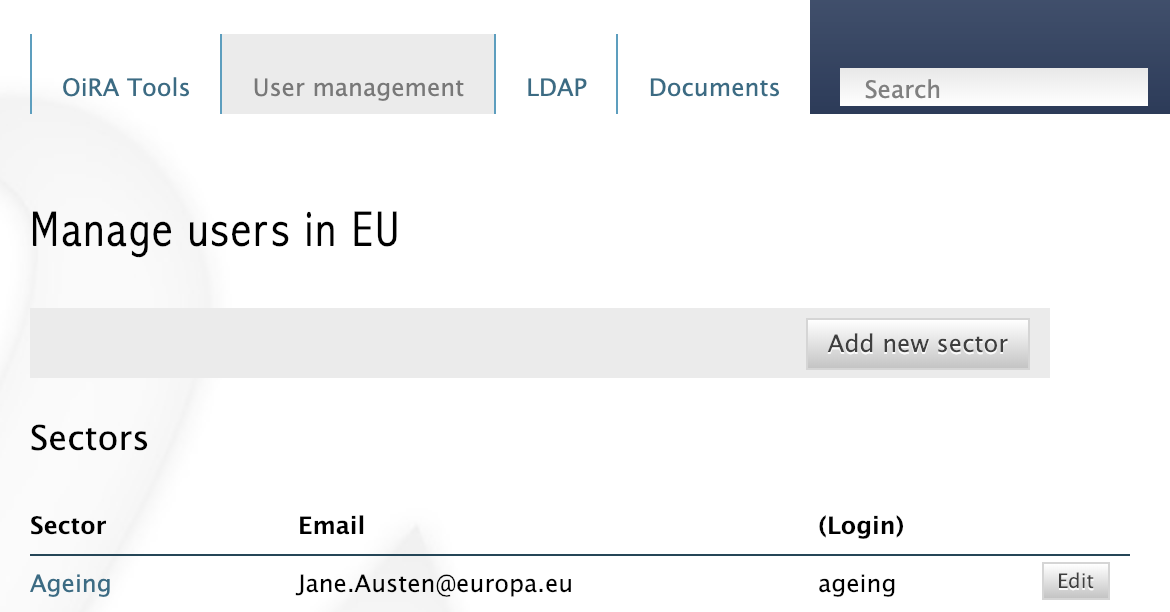 OiRA Tools User management LDAP Documents Search
Manage users in EU
Add new sector
Sectors
Sector Email (Login)
Ageing Jane.Austen@europa.eu ageing Edit